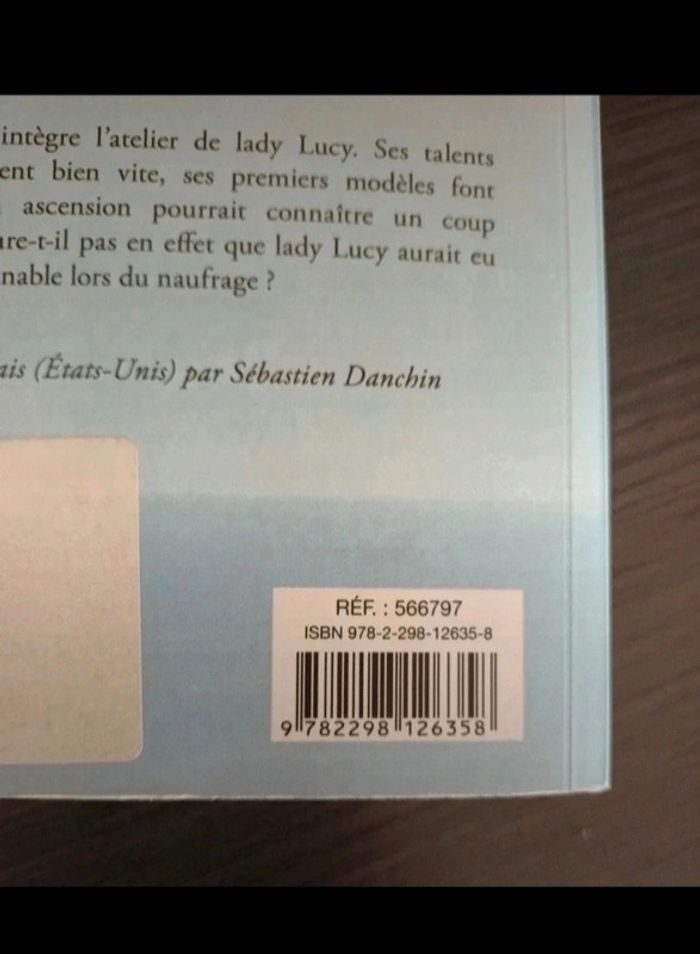 intègre l'atelier de lady Lucy. Ses talents
ent bien vite, ses premiers modèles font
ascension pourrait connaître un coup
ure-t-il pas en effet que lady Lucy aurait eu
nable lors du naufrage ?
ais (États-Unis) par Sébastien Danchin
RÉF. : 566797
ISBN 978-2-298-12635-8
9 782298 126358